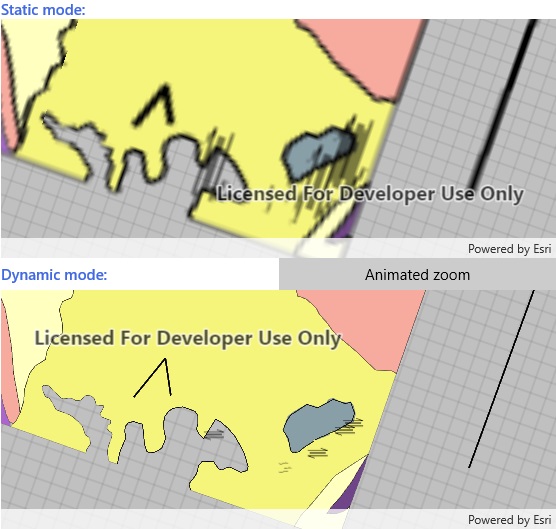 Static mode:
Licensed For Developer Use Only
Powered by Esri
Dynamic mode:
Animated zoom
Licensed For Developer Use Only
Powered by Esri